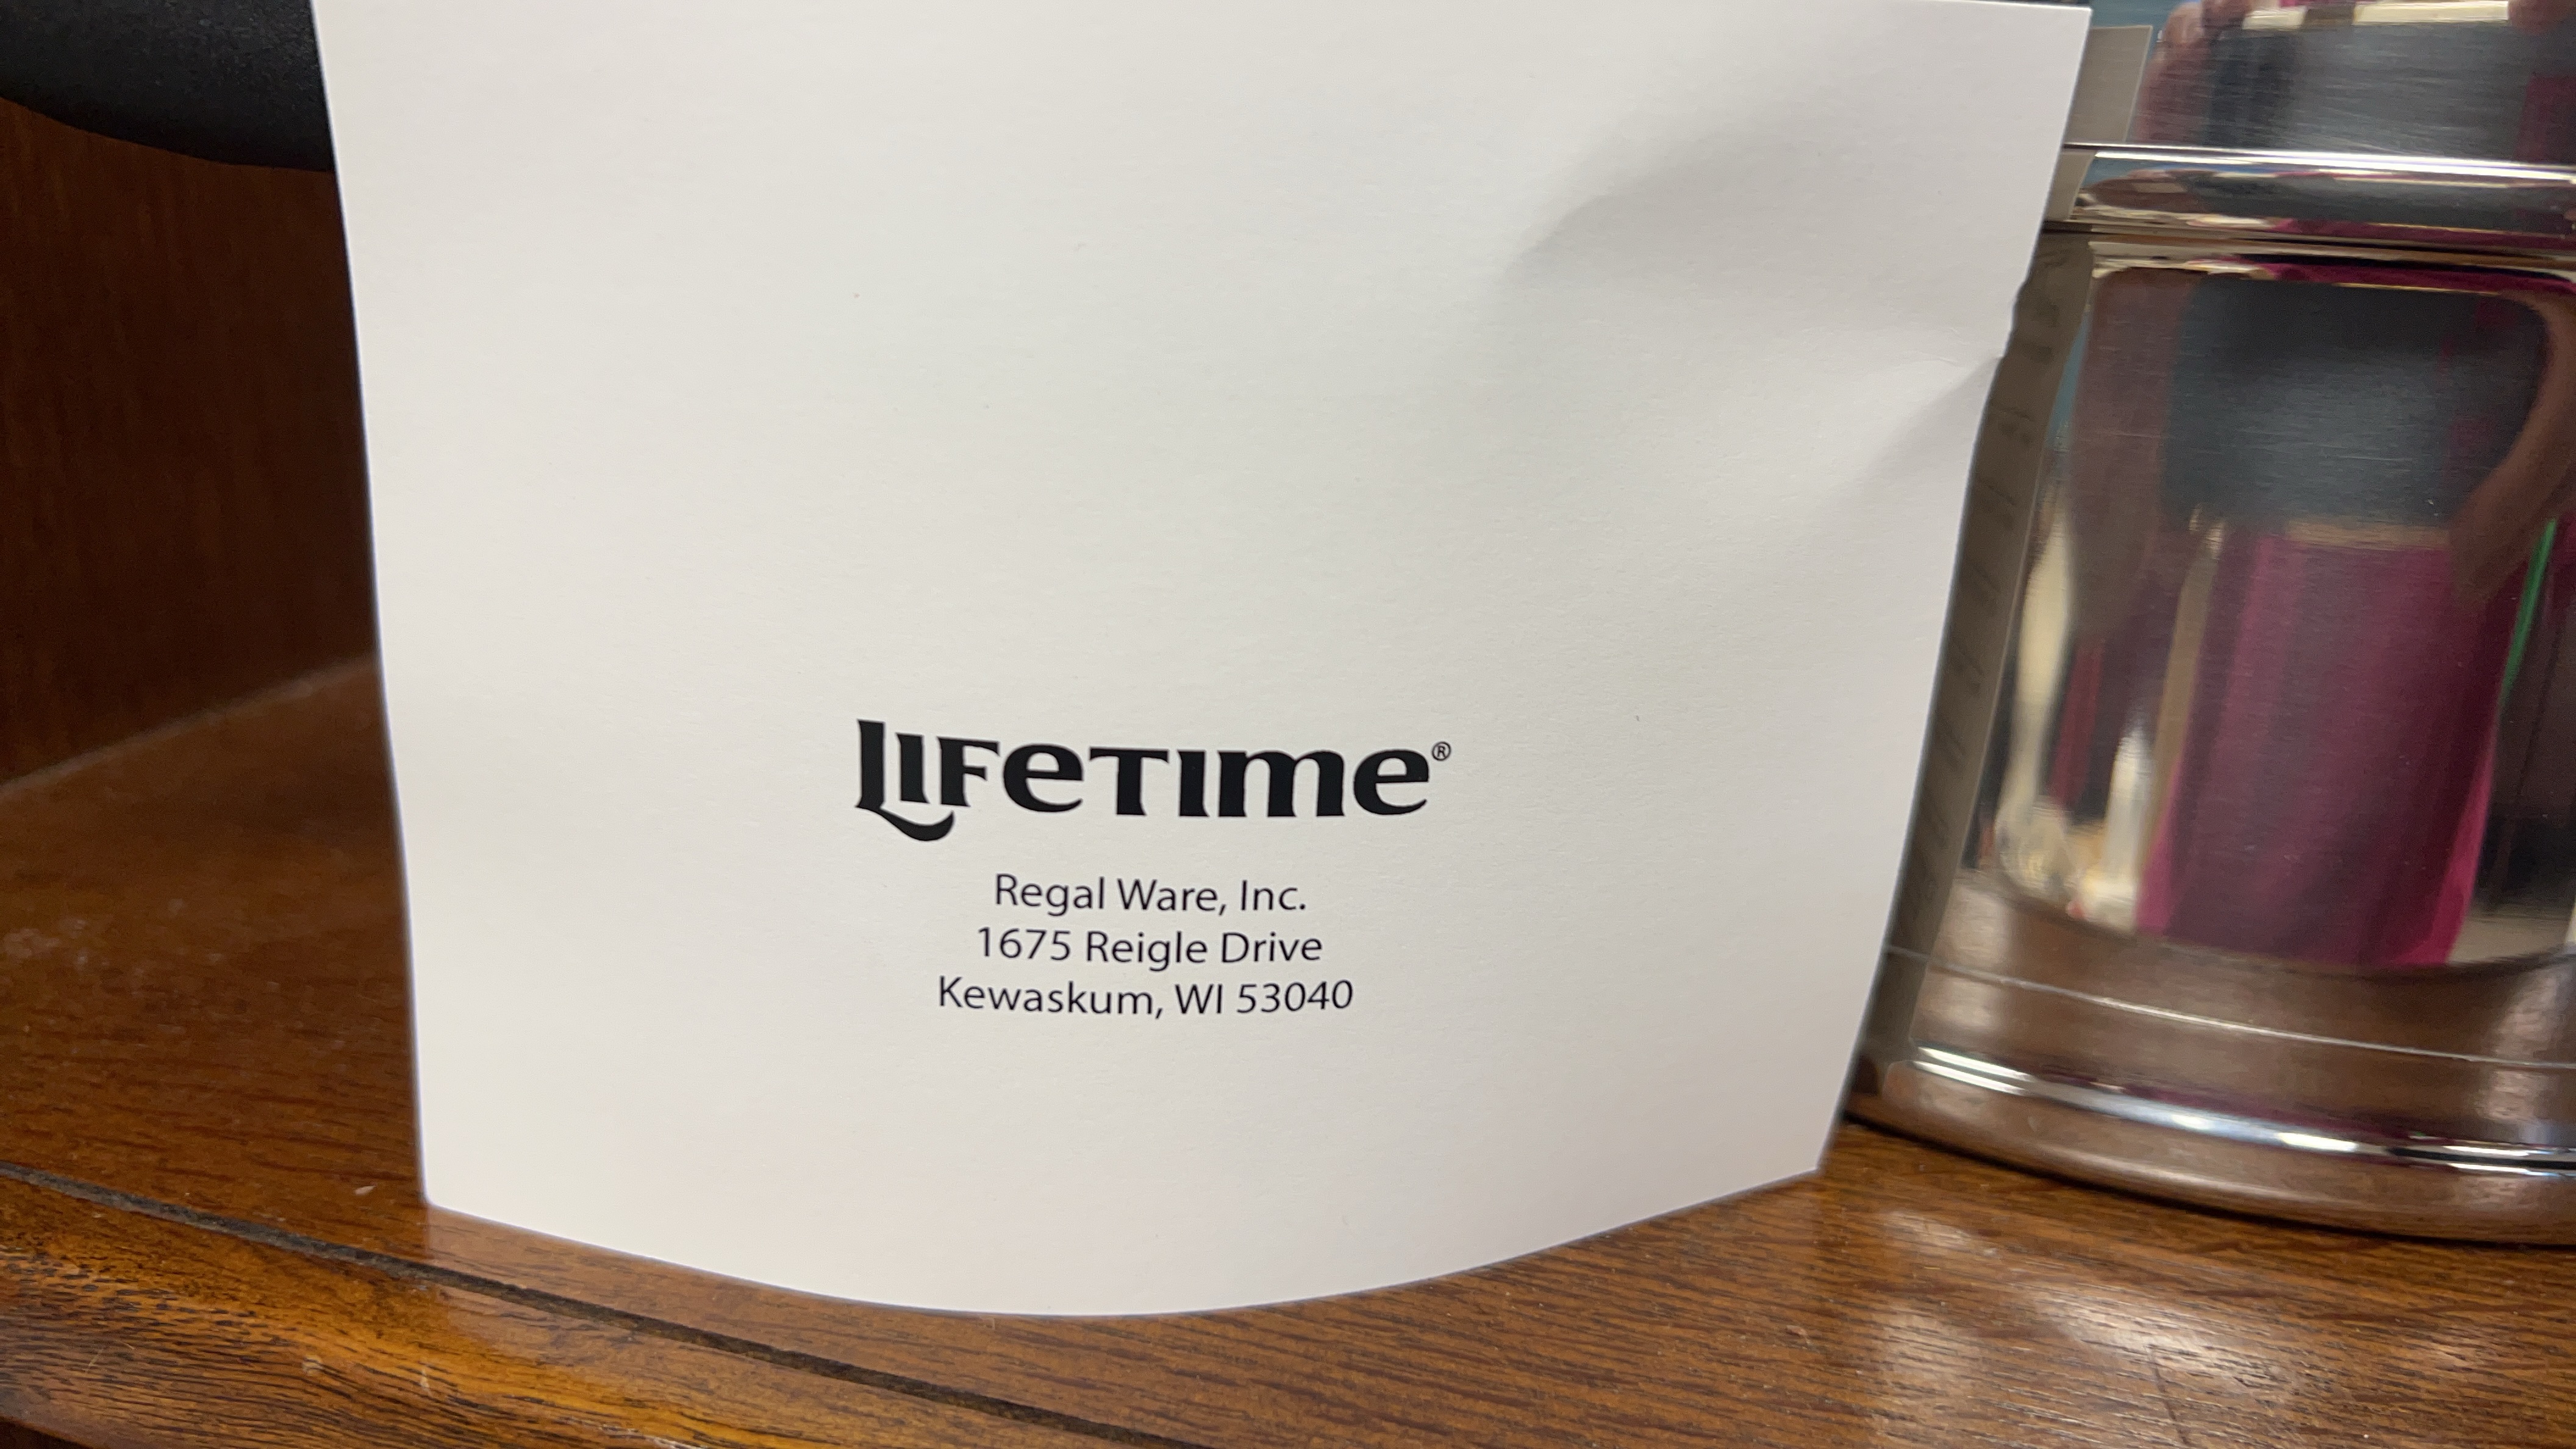 LIFETIME®
Regal Ware, Inc.
1675 Reigle Drive
Kewaskum, WI 53040